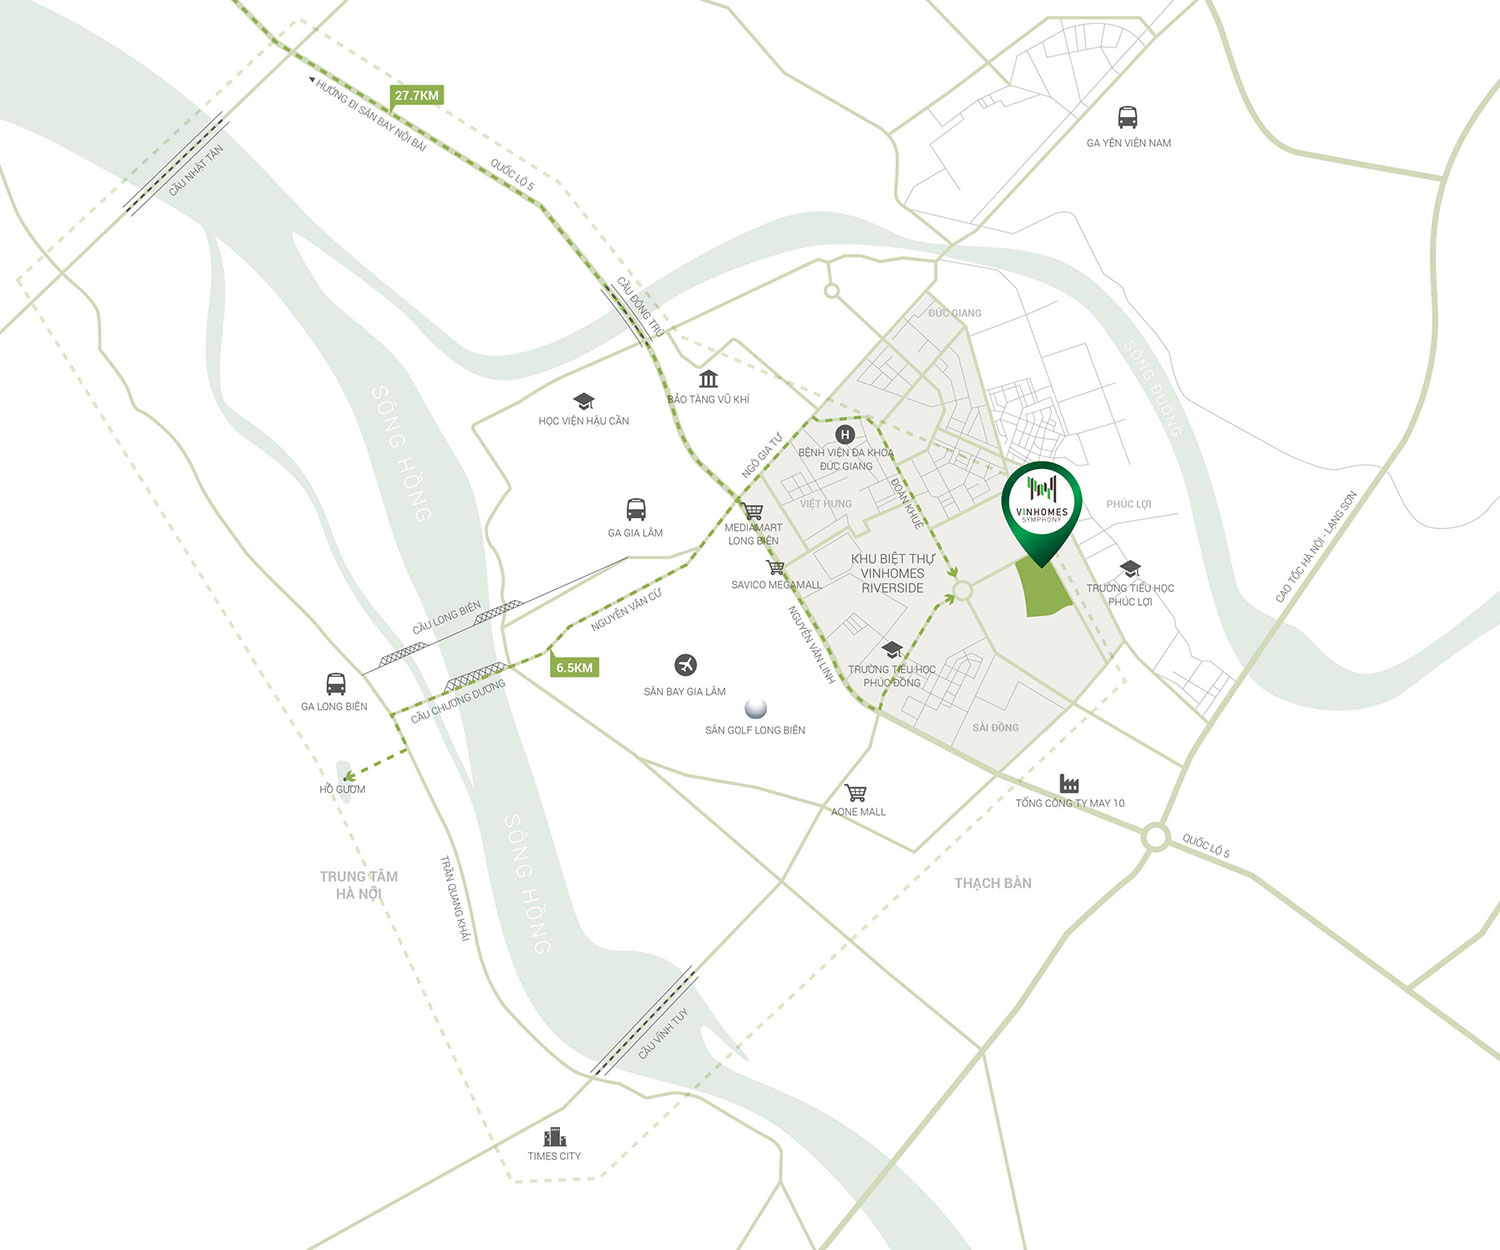 27.7KM
HƯỚNG ĐI SÂN BAY NỘI BÀI
CẦU NHẬT TÂN
QUỐC LỘ 5
GA YÊN VIÊN NAM
CẦU ĐÔNG TRÙ
ĐỨC GIANG
SÔNG ĐUỐNG
BẢO TÀNG VŨ KHÍ
HỌC VIỆN HẬU CẦN
SÔNG HỒNG
NGÔ GIA TỰ
BỆNH VIỆN ĐA KHOA
ĐỨC GIANG
H
ĐOÀN KHUÊ
VIỆT HƯNG
VINHOMES
SYMPHONY
PHÚC LỢI
GA GIA LÂM
MEDIAMART
LONG BIÊN
SAVICO MEGAMALL
KHU BIỆT THỰ
VINHOMES
RIVERSIDE
TRƯỜNG TIỂU HỌC
PHÚC LỢI
CAO TỐC HÀ NỘI - LẠNG SƠN
CẦU LONG BIÊN
NGUYỄN VĂN CỪ
NGUYỄN VĂN LINH
6.5KM
TRƯỜNG TIỂU HỌC
PHÚC ĐỒNG
GA LONG BIÊN
CẦU CHƯƠNG DƯƠNG
SÂN BAY GIA LÂM
SÂN GOLF LONG BIÊN
SÀI ĐỒNG
HỒ GƯƠM
AONE MALL
TỔNG CÔNG TY MAY 10
QUỐC LỘ 5
TRUNG TÂM
HÀ NỘI
TRẦN QUANG KHẢI
SÔNG HỒNG
THẠCH BÀN
CẦU VĨNH TUY
TIMES CITY